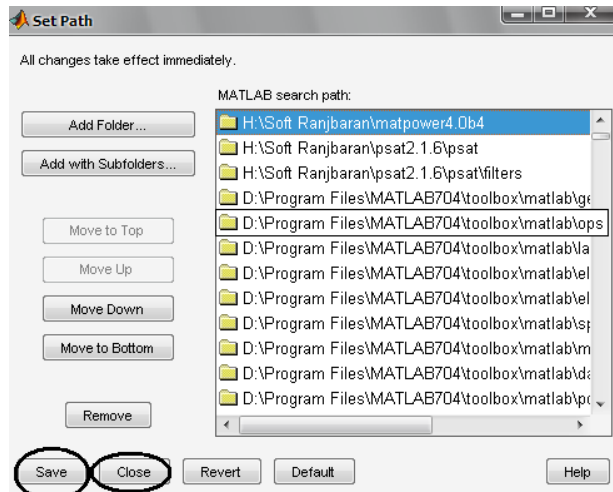 Set Path
All changes take effect immediately.
MATLAB search path:
Add Folder...
Add with Subfolders...
Move to Top
Move Up
Move Down
Move to Bottom
Remove
H:\Soft Ranjbaran\matpower4.0b4
H:\Soft Ranjbaran\psat2.1.6\psat
H:\Soft Ranjbaran\psat2.1.6\psat\filters
D:\Program Files\MATLAB704\toolbox\matlab\ge
D:\Program Files\MATLAB704\toolbox\matlab\ops
D:\Program Files\MATLAB704\toolbox\matlab\la
D:\Program Files\MATLAB704\toolbox\matlab\el
D:\Program Files\MATLAB704\toolbox\matlab\el
D:\Program Files\MATLAB704\toolbox\matlab\sp
D:\Program Files\MATLAB704\toolbox\matlab\m
D:\Program Files\MATLAB704\toolbox\matlab\da
D:\Program Files\MATLAB704\toolbox\matlab\po
Save Close Revert Default Help